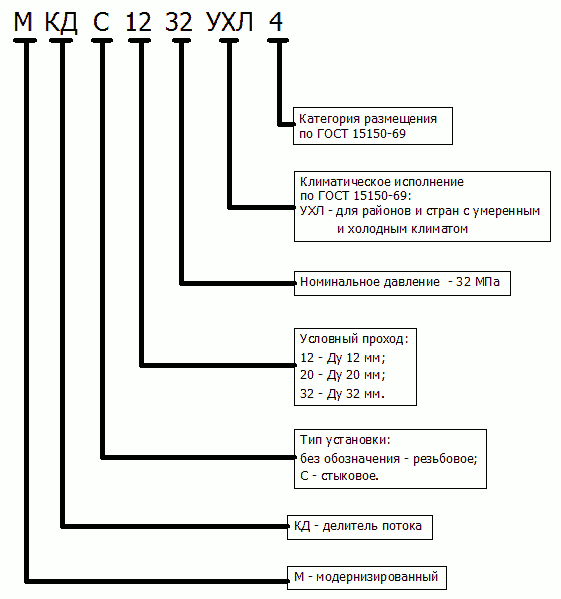 М КД С 12 32 УХЛ 4
Категория размещения
по ГОСТ 15150-69
Климатическое исполнение
по ГОСТ 15150-69:
УХЛ - для районов и стран с умеренным
и холодным климатом
Номинальное давление - 32 МПа
Условный проход:
12 - Ду 12 мм;
20 - Ду 20 мм;
32 - Ду 32 мм.
Тип установки:
без обозначения - резьбовое;
С - стыковое.
КД - делитель потока
М - модернизированный